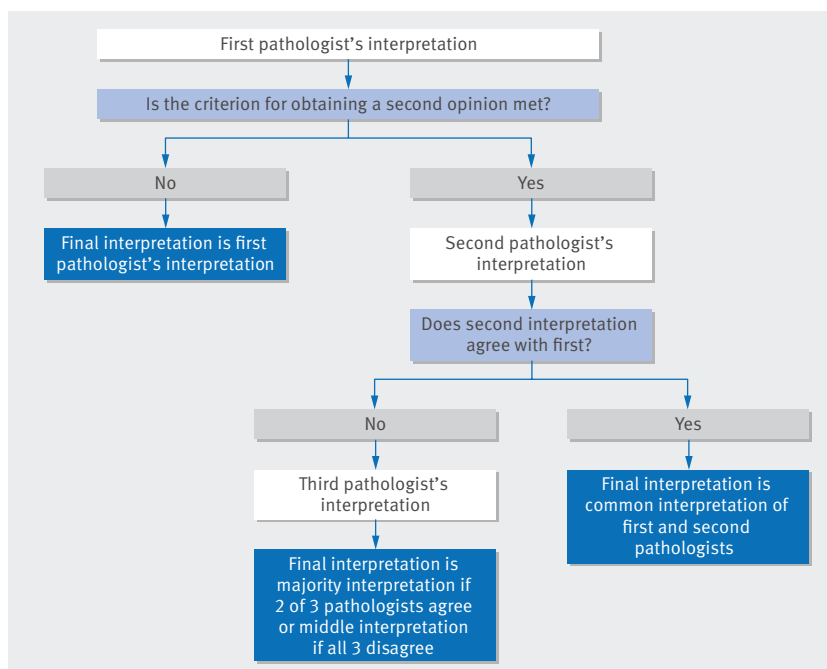 First pathologist’s interpretation
Is the criterion for obtaining a second opinion met?
No
Yes
Final interpretation is first
pathologist’s interpretation
Second pathologist’s
interpretation
Does second interpretation
agree with first?
No
Yes
Third pathologist’s
interpretation
Final interpretation is
common interpretation of
first and second
pathologists
Final interpretation is
majority interpretation if
2 of 3 pathologists agree
or middle interpretation
if all 3 disagree